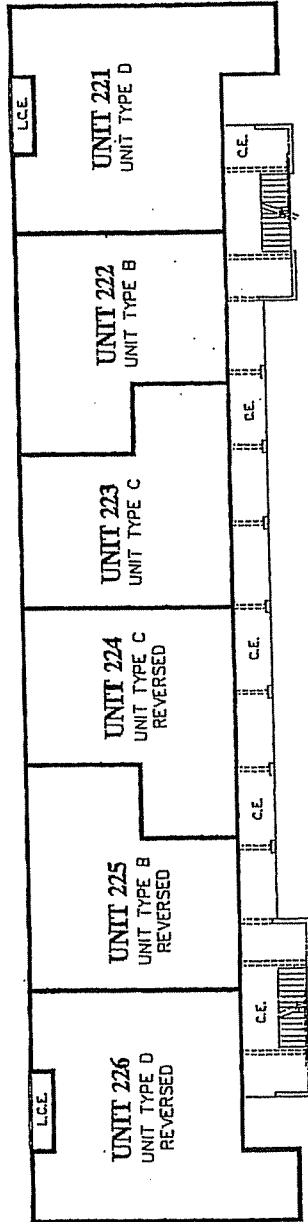 L.C.E.
UNIT 221
UNIT TYPE D
C.E.
UNIT 222
UNIT TYPE B
C.E.
UNIT 223
UNIT TYPE C
UNIT 224
UNIT TYPE C
REVERSED
C.E.
C.E.
UNIT 225
UNIT TYPE B
REVERSED
L.C.E.
UNIT 226
UNIT TYPE D
REVERSED
C.E.